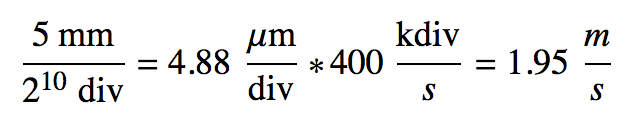 5 mm / 2^10 div = 4.88 μm / div * 400 kdiv / s = 1.95 m / s